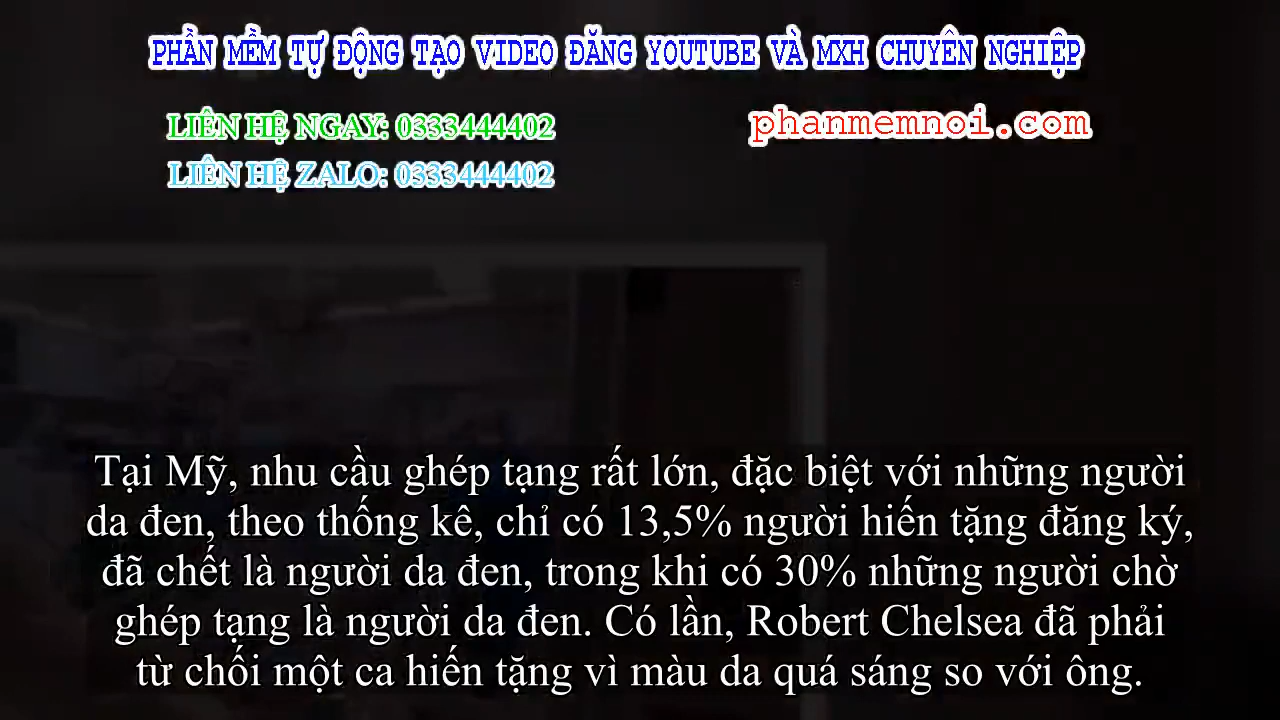 PHẦN MỀM TỰ ĐỘNG TẠO VIDEO ĐĂNG YOUTUBE VÀ MXH CHUYÊN NGHIỆP
LIÊN HỆ NGAY: 0333444402
phanmemnoi.com
LIÊN HỆ ZALO: 0333444402
Tại Mỹ, nhu cầu ghép tạng rất lớn, đặc biệt với những người
da đen, theo thống kê, chỉ có 13,5% người hiến tặng đăng ký,
đã chết là người da đen, trong khi có 30% những người chờ
ghép tạng là người da đen. Có lần, Robert Chelsea đã phải
từ chối một ca hiến tặng vì màu da quá sáng so với ông.